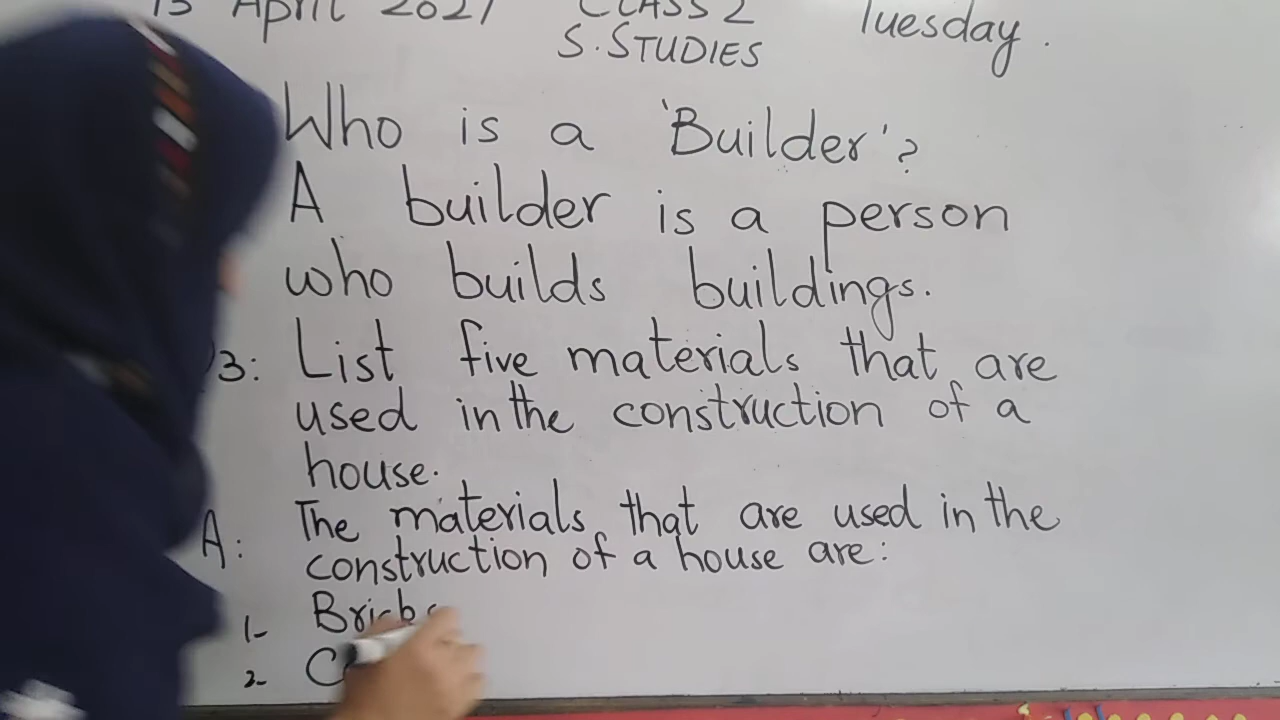 13 April 2021 CLASS 2 Tuesday.
S. STUDIES
Who is a 'Builder'?
A builder is a person
who builds buildings.
3: List five materials that are
used in the construction of a
house.
A: The materials that are used in the
construction of a house are:
1- Bricks
2- C